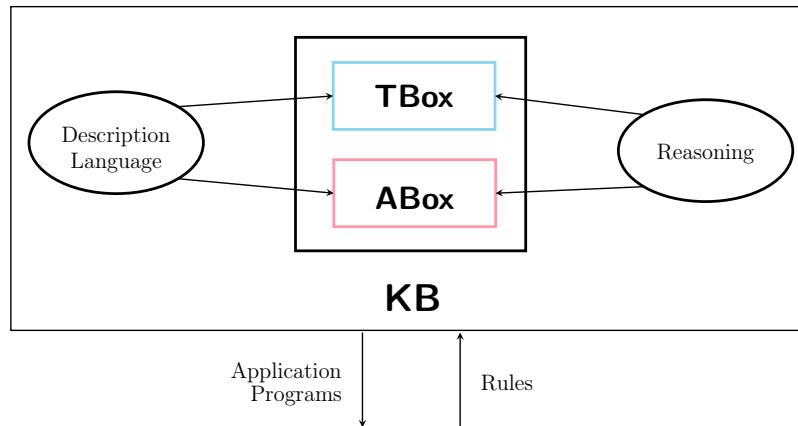 TBox
Description
Language
Reasoning
ABox
KB
Application
Programs
Rules